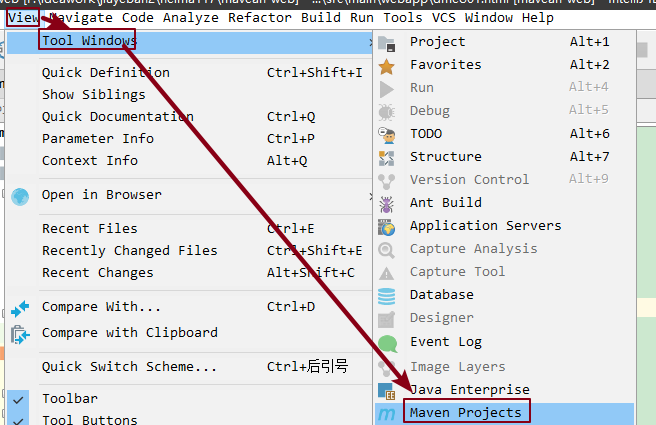 View Navigate Code Analyze Refactor Build Run Tools VCS Window Help
Tool Windows
Quick Definition Ctrl+Shift+I
Show Siblings
Quick Documentation Ctrl+Q
Parameter Info Ctrl+P
Context Info Alt+Q
Open in Browser
Recent Files Ctrl+E
Recently Changed Files Ctrl+Shift+E
Recent Changes Alt+Shift+C
Compare With... Ctrl+D
Compare with Clipboard
Quick Switch Scheme... Ctrl+后引号
Toolbar
Tool Buttons
Project Alt+1
Favorites Alt+2
Run Alt+4
Debug Alt+5
TODO Alt+6
Structure Alt+7
Version Control Alt+9
Ant Build
Application Servers
Capture Analysis
Capture Tool
Database
Designer
Event Log
Image Layers
Java Enterprise
Maven Projects